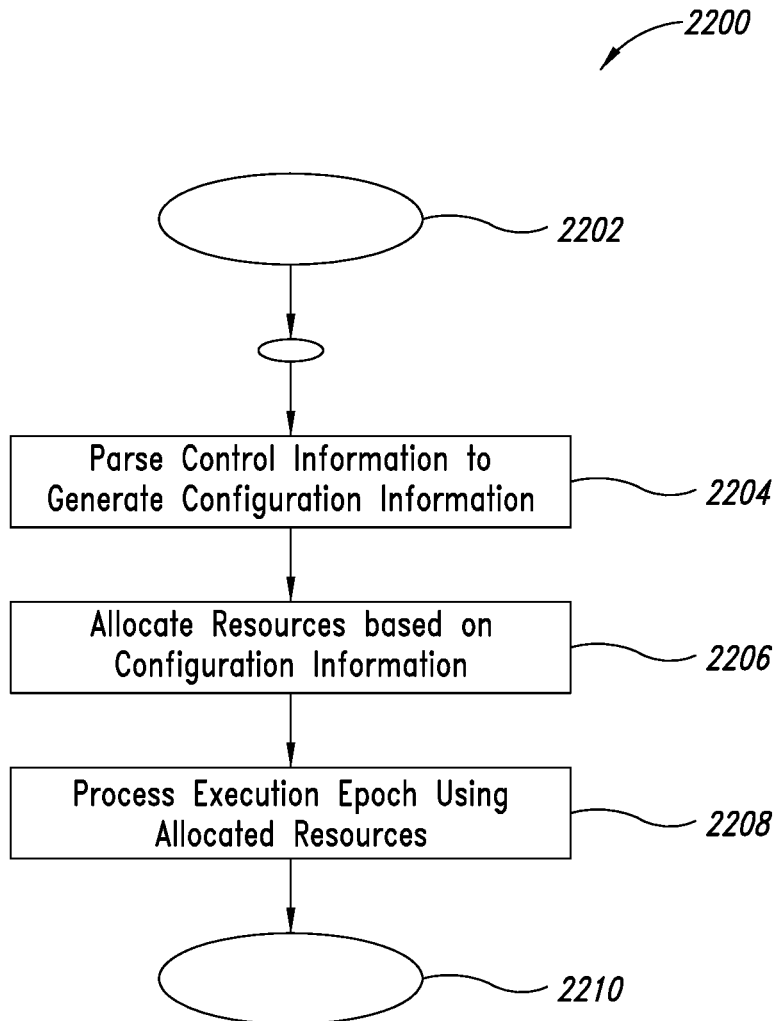 2200
2202
Parse Control Information to
Generate Configuration Information
2204
Allocate Resources based on
Configuration Information
2206
Process Execution Epoch Using
Allocated Resources
2208
2210